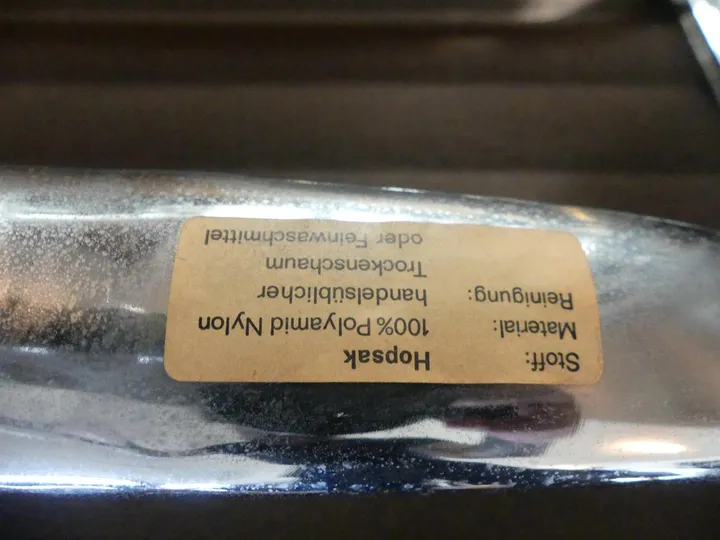 Stoff: Hopsak
Material: 100% Polyamid Nylon
Reinigung: handelsüblicher
Trockenschaum
oder Feinwaschmittel